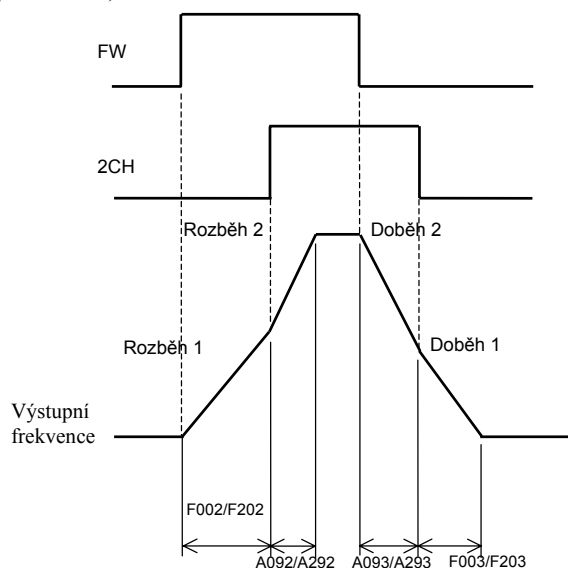 FW
2CH
Rozběh 2
Doběh 2
Rozběh 1
Doběh 1
Výstupní
frekvence
F002/F202
A092/A292
A093/A293
F003/F203